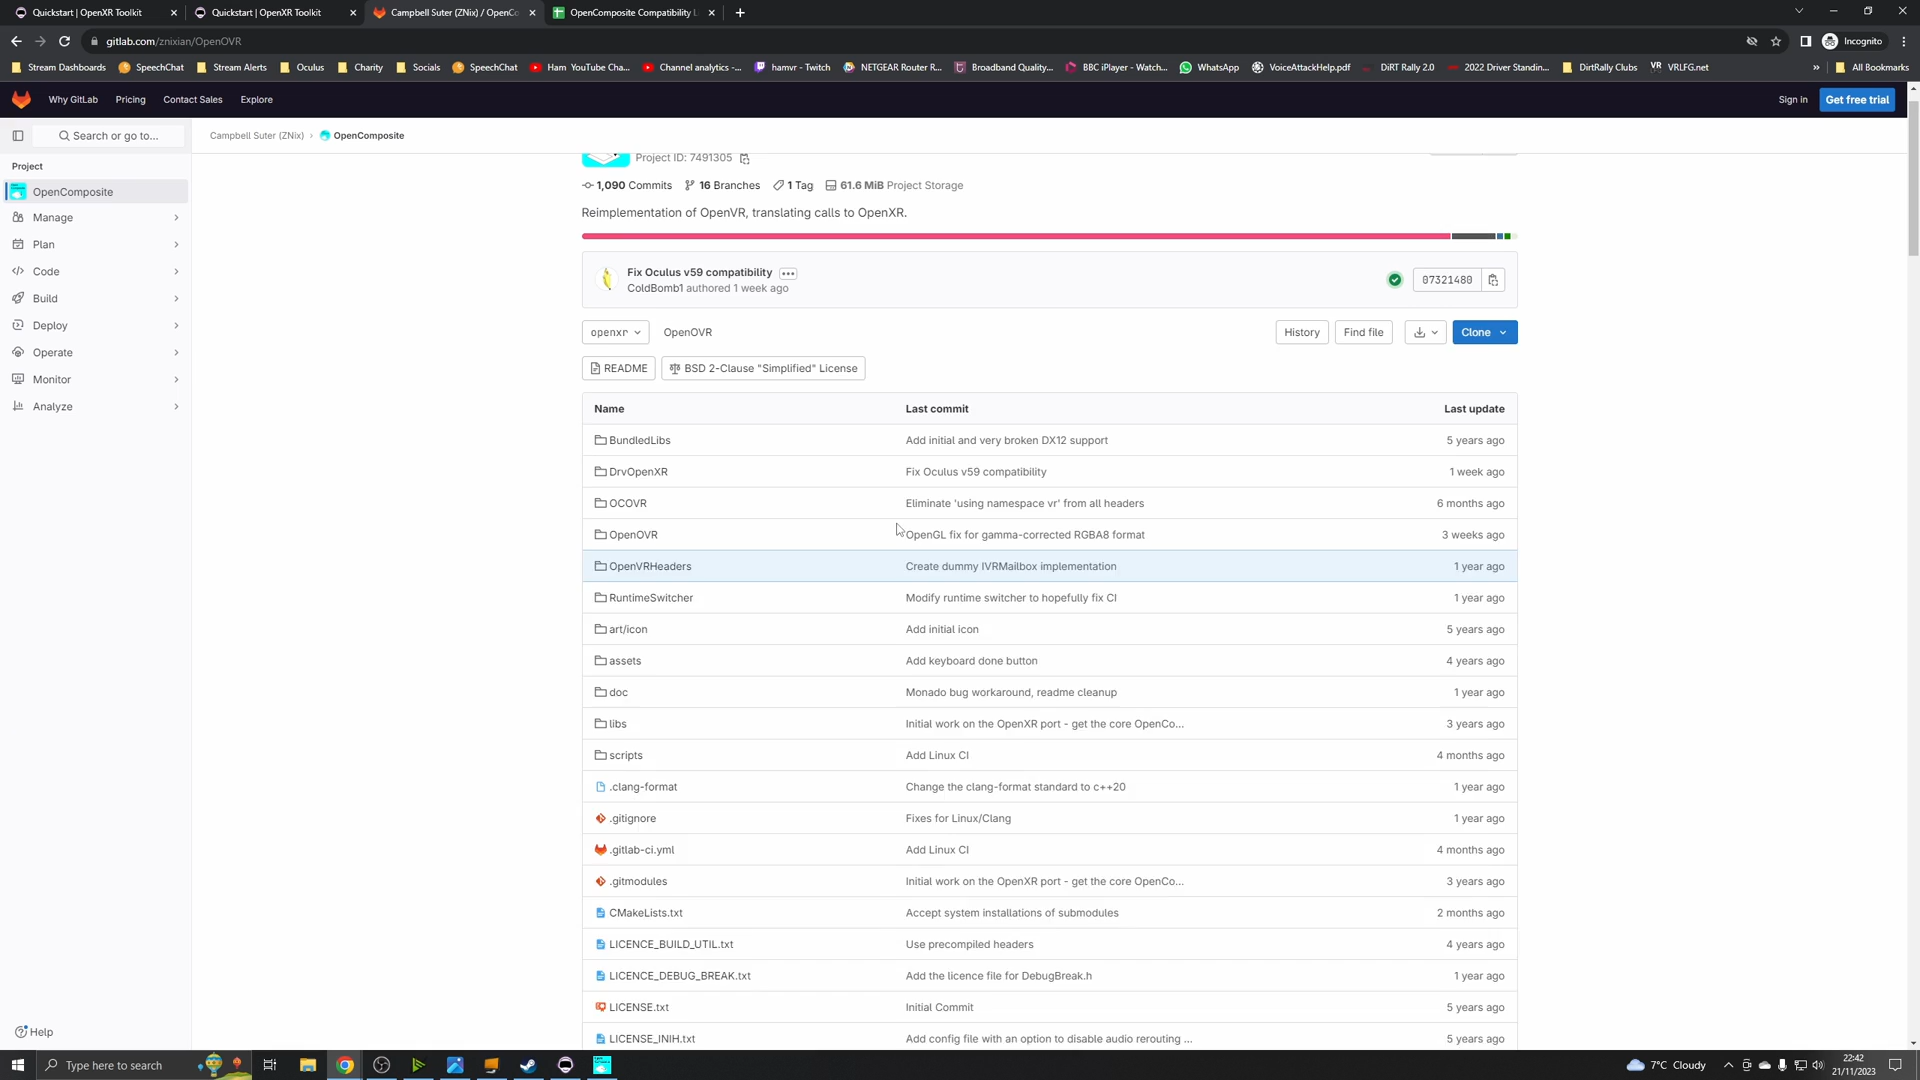 Quickstart | OpenXR Toolkit
Quickstart | OpenXR Toolkit
Campbell Suter (ZNix) / OpenCo
OpenComposite Compatibility L
gitlab.com/znixian/OpenOVR
Incognito
Stream Dashboards
SpeechChat
Stream Alerts
Oculus
Charity
Socials
SpeechChat
Ham YouTube Cha...
Channel analytics -...
hamvr - Twitch
NETGEAR Router R...
Broadband Quality...
BBC iPlayer - Watch...
WhatsApp
VoiceAttackHelp.pdf
DiRT Rally 2.0
2022 Driver Standin...
DirtRally Clubs
VR VRLFG.net
»
All Bookmarks
Why GitLab
Pricing
Contact Sales
Explore
Sign in
Get free trial
Search or go to...
Campbell Suter (ZNix) › OpenComposite
Project
OpenComposite
Manage
Plan
Code
Build
Deploy
Operate
Monitor
Analyze
Help
Project ID: 7491305
1,090 Commits
16 Branches
1 Tag
61.6 MiB Project Storage
Reimplementation of OpenVR, translating calls to OpenXR.
Fix Oculus v59 compatibility
ColdBomb1 authored 1 week ago
07321480
openxr
OpenOVR
History
Find file
Clone
README
BSD 2-Clause "Simplified" License
Name Last commit Last update
BundledLibs Add initial and very broken DX12 support 5 years ago
DrvOpenXR Fix Oculus v59 compatibility 1 week ago
OCOVR Eliminate 'using namespace vr' from all headers 6 months ago
OpenOVR OpenGL fix for gamma-corrected RGBA8 format 3 weeks ago
OpenVRHeaders Create dummy IVRMailbox implementation 1 year ago
RuntimeSwitcher Modify runtime switcher to hopefully fix CI 1 year ago
art/icon Add initial icon 5 years ago
assets Add keyboard done button 4 years ago
doc Monado bug workaround, readme cleanup 1 year ago
libs Initial work on the OpenXR port - get the core OpenCo... 3 years ago
scripts Add Linux CI 4 months ago
.clang-format Change the clang-format standard to c++20 1 year ago
.gitignore Fixes for Linux/Clang 1 year ago
.gitlab-ci.yml Add Linux CI 4 months ago
.gitmodules Initial work on the OpenXR port - get the core OpenCo... 3 years ago
CMakeLists.txt Accept system installations of submodules 2 months ago
LICENCE_BUILD_UTIL.txt Use precompiled headers 4 years ago
LICENCE_DEBUG_BREAK.txt Add the licence file for DebugBreak.h 1 year ago
LICENSE.txt Initial Commit 5 years ago
LICENSE_INIH.txt Add config file with an option to disable audio rerouting ... 5 years ago
Type here to search
7°C Cloudy
22:42
21/11/2023